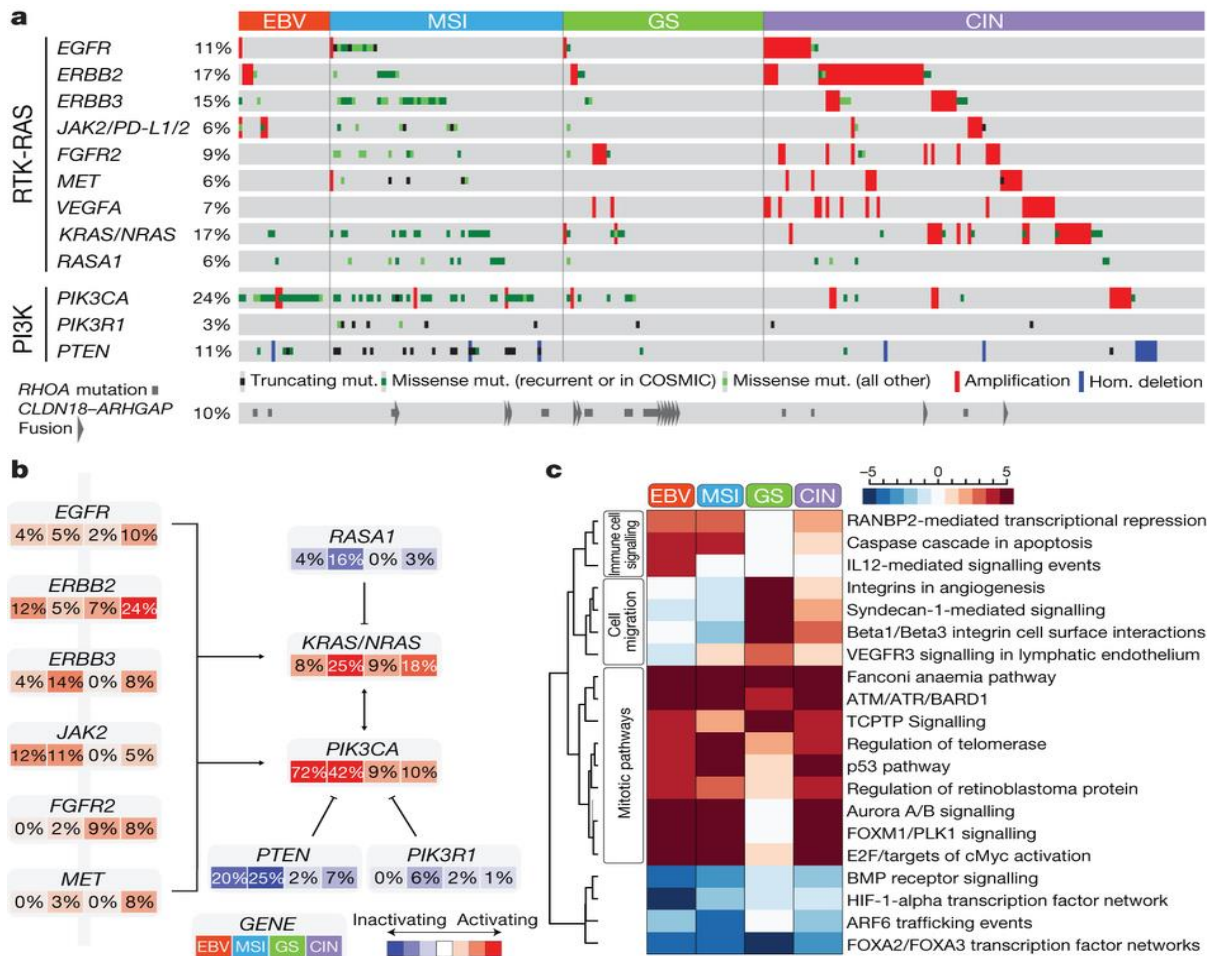 a
EBV MSI GS CIN
RTK-RAS
EGFR 11%
ERBB2 17%
ERBB3 15%
JAK2/PD-L1/2 6%
FGFR2 9%
MET 6%
VEGFA 7%
KRAS/NRAS 17%
RASA1 6%
PI3K
PIK3CA 24%
PIK3R1 3%
PTEN 11%
Truncating mut. Missense mut. (recurrent or in COSMIC) Missense mut. (all other) Amplification Hom. deletion
RHOA mutation
CLDN18–ARHGAP 10%
Fusion
b
EGFR
4% 5% 2% 10%
ERBB2
12% 5% 7% 24%
ERBB3
4% 14% 0% 8%
JAK2
12% 11% 0% 5%
FGFR2
0% 2% 9% 8%
MET
0% 3% 0% 8%
RASA1
4% 16% 0% 3%
KRAS/NRAS
8% 25% 9% 18%
PIK3CA
72% 42% 9% 10%
PTEN
20% 25% 2% 7%
PIK3R1
0% 6% 2% 1%
GENE
EBV MSI GS CIN
Inactivating Activating
c
–5 0 5
EBV MSI GS CIN
Immune cell
signalling
RANBP2-mediated transcriptional repression
Caspase cascade in apoptosis
IL12-mediated signalling events
Cell
migration
Integrins in angiogenesis
Syndecan-1-mediated signalling
Beta1/Beta3 integrin cell surface interactions
VEGFR3 signalling in lymphatic endothelium
Mitotic pathways
Fanconi anaemia pathway
ATM/ATR/BARD1
TCPTP Signalling
Regulation of telomerase
p53 pathway
Regulation of retinoblastoma protein
Aurora A/B signalling
FOXM1/PLK1 signalling
E2F/targets of cMyc activation
BMP receptor signalling
HIF-1-alpha transcription factor network
ARF6 trafficking events
FOXA2/FOXA3 transcription factor networks